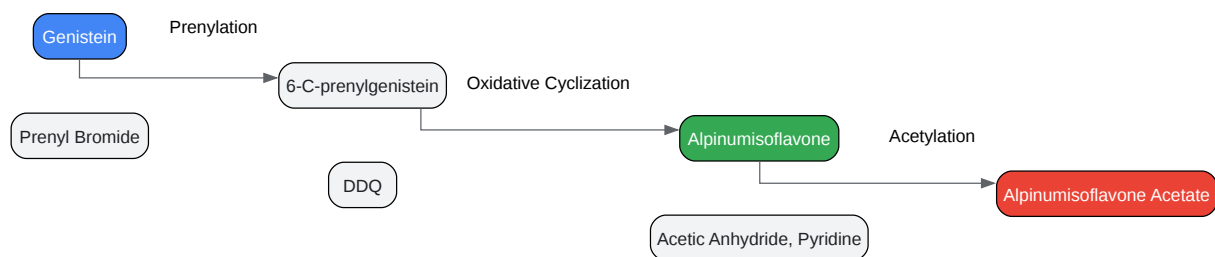 Genistein
Prenylation
Prenyl Bromide
6-C-prenylgenistein
Oxidative Cyclization
DDQ
Alpinumisoflavone
Acetylation
Acetic Anhydride, Pyridine
Alpinumisoflavone Acetate